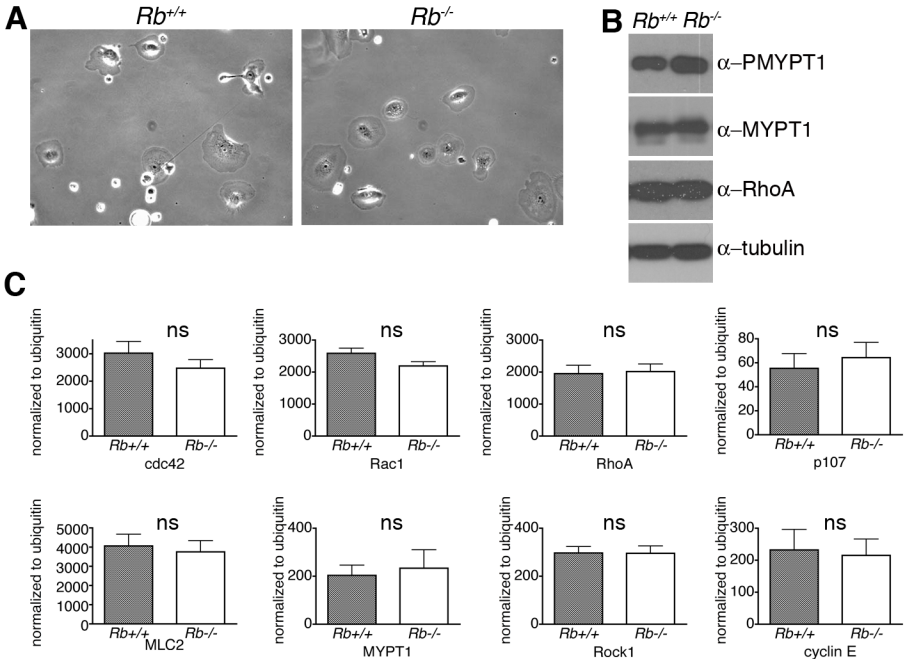 A
Rb+/+
Rb-/-
B
Rb+/+ Rb-/-
α–PMYPT1
α–MYPT1
α–RhoA
α–tubulin
C
normalized to ubiquitin
ns
3000
2000
1000
0
Rb+/+ Rb-/-
cdc42
normalized to ubiquitin
ns
3000
2000
1000
0
Rb+/+ Rb-/-
Rac1
normalized to ubiquitin
ns
3000
2000
1000
0
Rb+/+ Rb-/-
RhoA
normalized to ubiquitin
ns
80
60
40
20
0
Rb+/+ Rb-/-
p107
normalized to ubiquitin
ns
5000
4000
3000
2000
1000
0
Rb+/+ Rb-/-
MLC2
normalized to ubiquitin
ns
400
200
0
Rb+/+ Rb-/-
MYPT1
normalized to ubiquitin
ns
400
200
0
Rb+/+ Rb-/-
Rock1
normalized to ubiquitin
ns
300
200
100
0
Rb+/+ Rb-/-
cyclin E